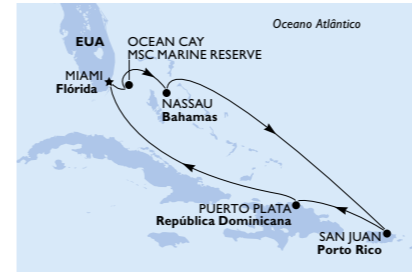 Oceano Atlântico
EUA
OCEAN CAY
MSC MARINE RESERVE
MIAMI
Flórida
NASSAU
Bahamas
PUERTO PLATA
República Dominicana
SAN JUAN
Porto Rico